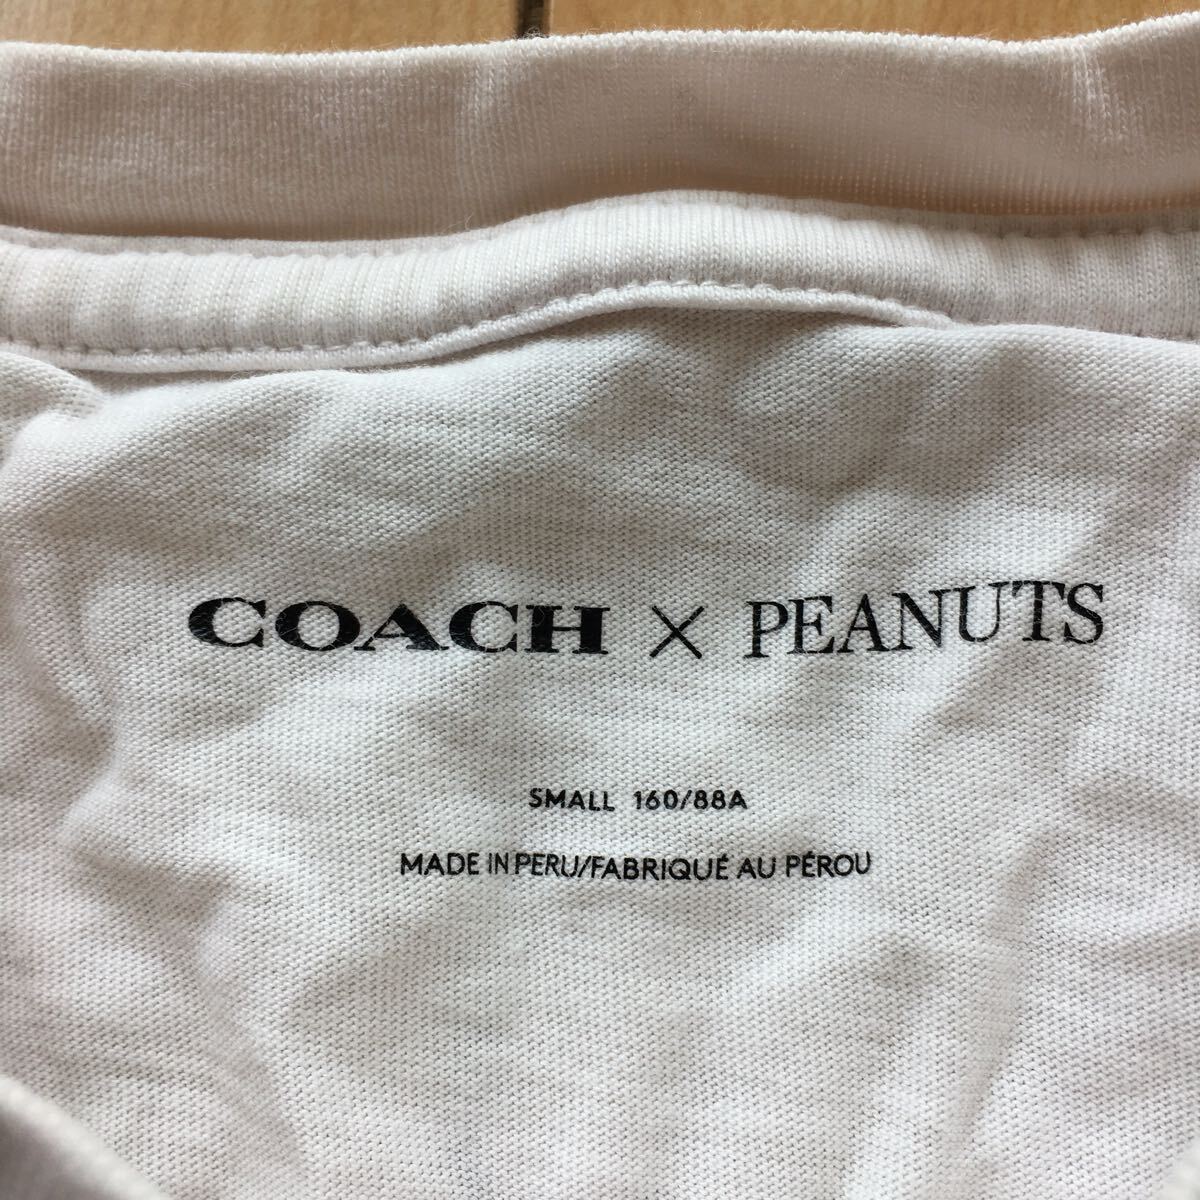 COACH × PEANUTS
SMALL 160/88A
MADE IN PERU/FABRIQUÉ AU PÉROU